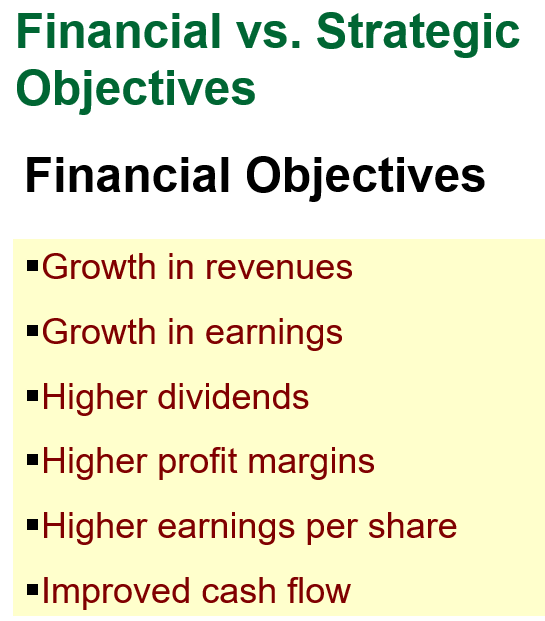 Financial vs. Strategic
Objectives
Financial Objectives
▪Growth in revenues
▪Growth in earnings
▪Higher dividends
▪Higher profit margins
▪Higher earnings per share
▪Improved cash flow